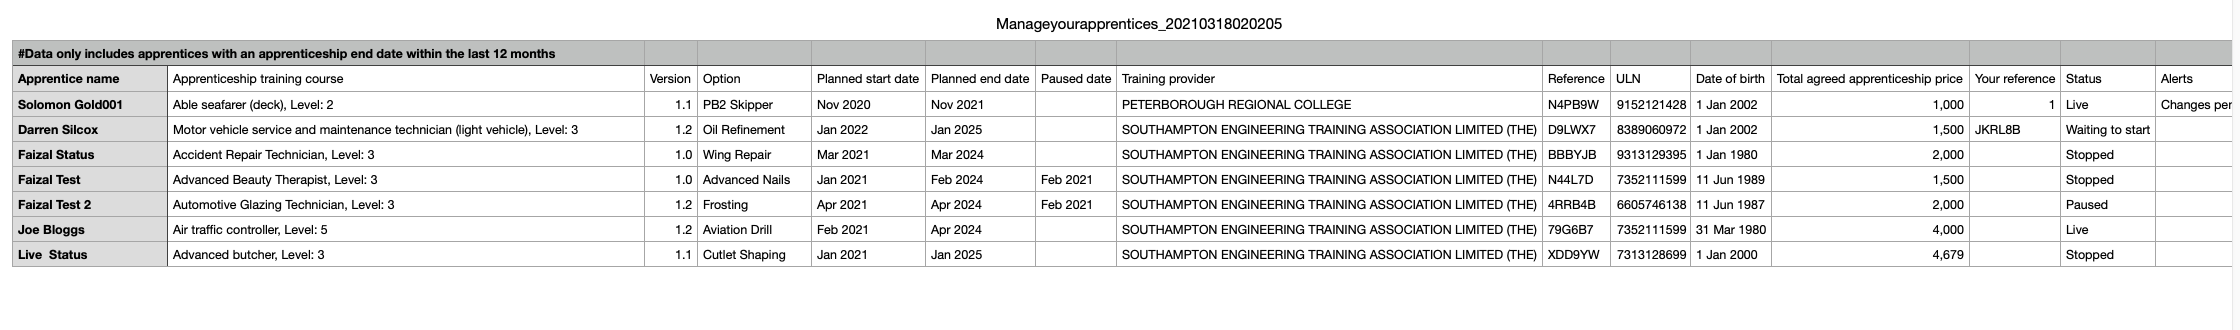 Manageyourapprentices_20210318020205
#Data only includes apprentices with an apprenticeship end date within the last 12 months
Apprentice name Apprenticeship training course Version Option Planned start date Planned end date Paused date Training provider Reference ULN Date of birth Total agreed apprenticeship price Your reference Status Alerts
Solomon Gold001 Able seafarer (deck), Level: 2 1.1 PB2 Skipper Nov 2020 Nov 2021 PETERBOROUGH REGIONAL COLLEGE N4PB9W 9152121428 1 Jan 2002 1,000 1 Live Changes per
Darren Silcox Motor vehicle service and maintenance technician (light vehicle), Level: 3 1.2 Oil Refinement Jan 2022 Jan 2025 SOUTHAMPTON ENGINEERING TRAINING ASSOCIATION LIMITED (THE) D9LWX7 8389060972 1 Jan 2002 1,500 JKRL8B Waiting to start
Faizal Status Accident Repair Technician, Level: 3 1.0 Wing Repair Mar 2021 Mar 2024 SOUTHAMPTON ENGINEERING TRAINING ASSOCIATION LIMITED (THE) BBBYJB 9313129395 1 Jan 1980 2,000 Stopped
Faizal Test Advanced Beauty Therapist, Level: 3 1.0 Advanced Nails Jan 2021 Feb 2024 Feb 2021 SOUTHAMPTON ENGINEERING TRAINING ASSOCIATION LIMITED (THE) N44L7D 7352111599 11 Jun 1989 1,500 Stopped
Faizal Test 2 Automotive Glazing Technician, Level: 3 1.2 Frosting Apr 2021 Apr 2024 Feb 2021 SOUTHAMPTON ENGINEERING TRAINING ASSOCIATION LIMITED (THE) 4RRB4B 6605746138 11 Jun 1987 2,000 Paused
Joe Bloggs Air traffic controller, Level: 5 1.2 Aviation Drill Feb 2021 Apr 2024 SOUTHAMPTON ENGINEERING TRAINING ASSOCIATION LIMITED (THE) 79G6B7 7352111599 31 Mar 1980 4,000 Live
Live Status Advanced butcher, Level: 3 1.1 Cutlet Shaping Jan 2021 Jan 2025 SOUTHAMPTON ENGINEERING TRAINING ASSOCIATION LIMITED (THE) XDD9YW 7313128699 1 Jan 2000 4,679 Stopped